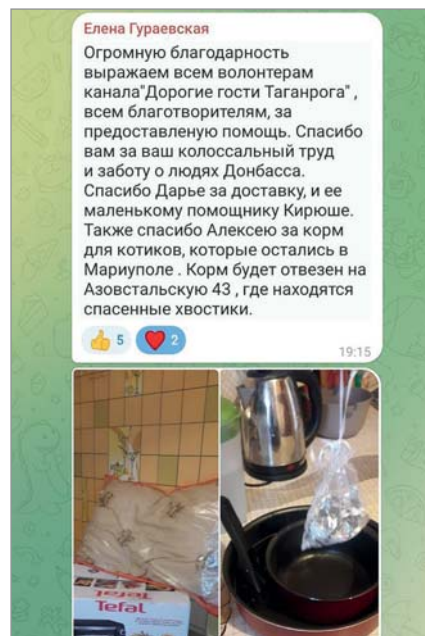 Елена Гураевская
Огромную благодарность
выражаем всем волонтерам
канала"Дорогие гости Таганрога" ,
всем благотворителям, за
предоставленую помощь. Спасибо
вам за ваш колоссальный труд
и заботу о людях Донбасса.
Спасибо Дарье за доставку, и ее
маленькому помощнику Кирюше.
Также спасибо Алексею за корм
для котиков, которые остались в
Мариуполе . Корм будет отвезен на
Азовстальскую 43 , где находятся
спасенные хвостики.
5
2
19:15
Tefal
Tefal